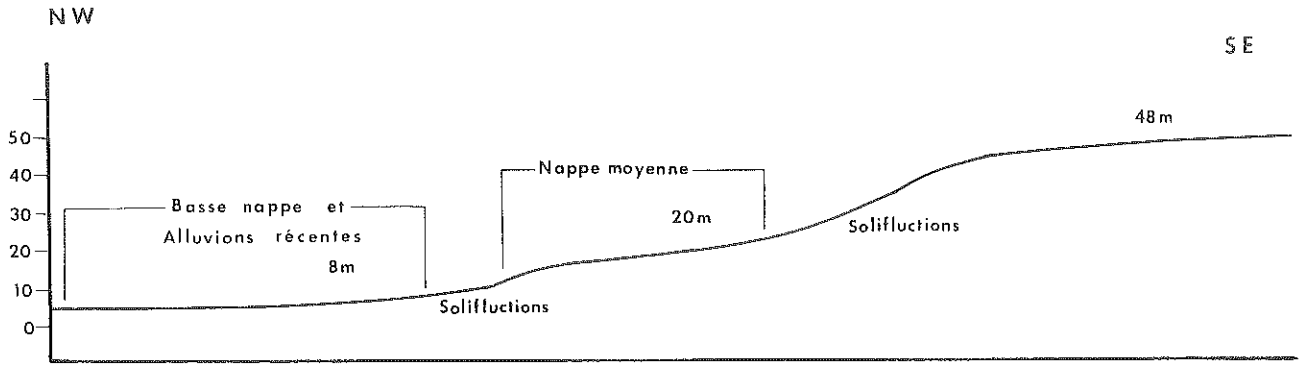 NW
SE
48m
50
40
30
20
10
0
Nappe moyenne
20m
Basse nappe et
Alluvions récentes
8m
Solifluctions
Solifluctions